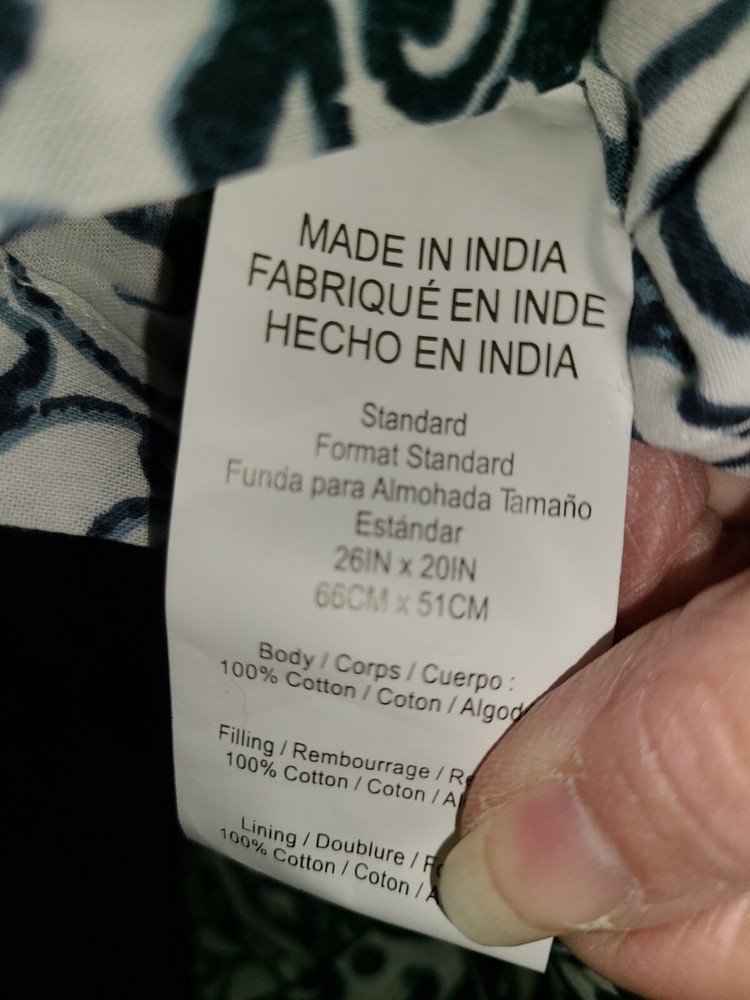 MADE IN INDIA
FABRIQUÉ EN INDE
HECHO EN INDIA
Standard
Format Standard
Funda para Almohada Tamaño
Estándar
26IN x 20IN
66CM x 51CM
Body / Corps / Cuerpo :
100% Cotton / Coton /
Filling / Rembourrage /
100% Cotton / Coton /
Lining / Doublure /
100% Cotton / Coton /